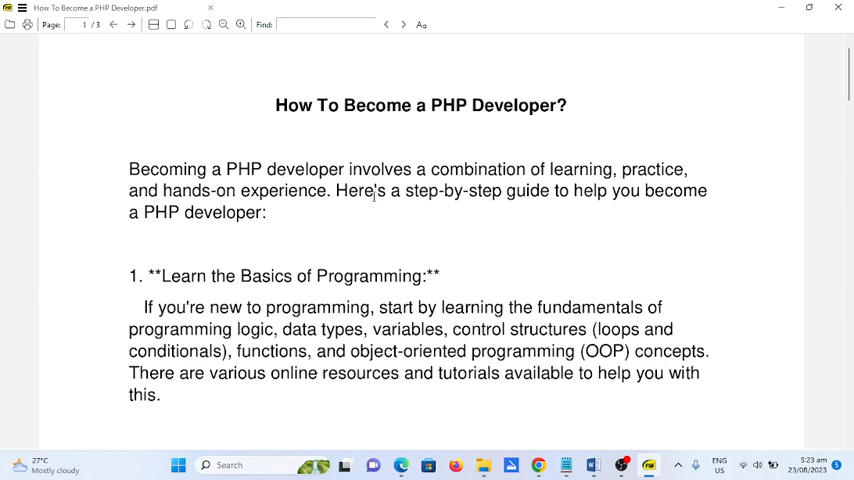 How To Become a PHP Developer.pdf
Page: 1 / 3 Find: Aa
How To Become a PHP Developer?
Becoming a PHP developer involves a combination of learning, practice,
and hands-on experience. Here's a step-by-step guide to help you become
a PHP developer:
1. **Learn the Basics of Programming:**
If you're new to programming, start by learning the fundamentals of
programming logic, data types, variables, control structures (loops and
conditionals), functions, and object-oriented programming (OOP) concepts.
There are various online resources and tutorials available to help you with
this.
27°C
Mostly cloudy
Search
ENG
US
5:23 am
23/08/2023
5